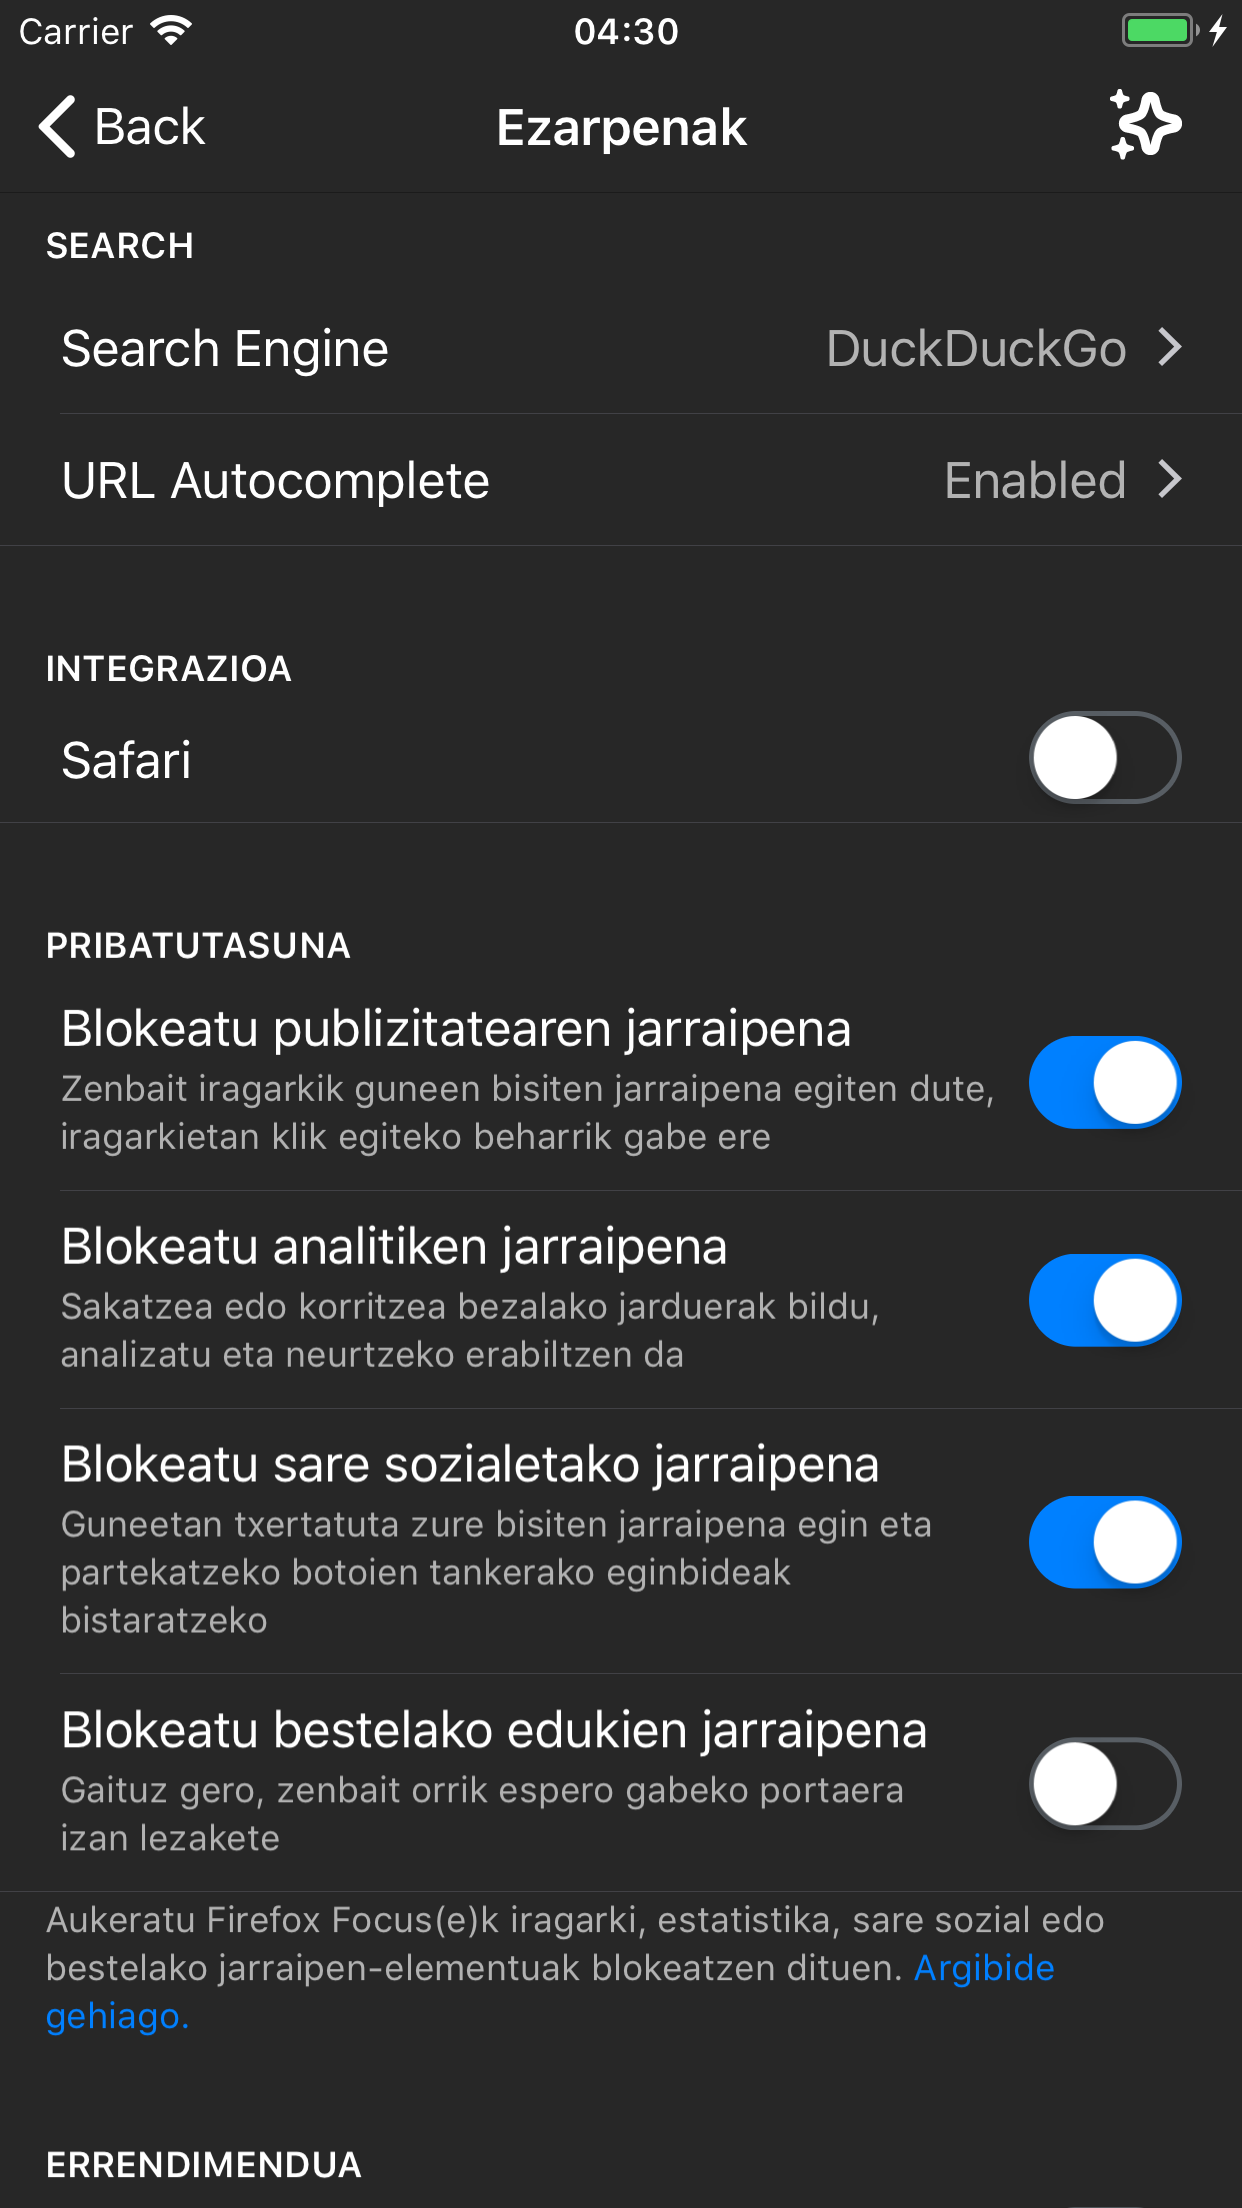 Carrier 04:30
Back Ezarpenak
SEARCH
Search Engine DuckDuckGo
URL Autocomplete Enabled
INTEGRAZIOA
Safari
PRIBATUTASUNA
Blokeatu publizitatearen jarraipena
Zenbait iragarkik guneen bisiten jarraipena egiten dute,
iragarkietan klik egiteko beharrik gabe ere
Blokeatu analitiken jarraipena
Sakatzea edo korritzea bezalako jarduerak bildu,
analizatu eta neurtzeko erabiltzen da
Blokeatu sare sozialetako jarraipena
Guneetan txertatuta zure bisiten jarraipena egin eta
partekatzeko botoien tankerako eginbideak
bistaratzeko
Blokeatu bestelako edukien jarraipena
Gaituz gero, zenbait orrik espero gabeko portaera
izan lezakete
Aukeratu Firefox Focus(e)k iragarki, estatistika, sare sozial edo
bestelako jarraipen-elementuak blokeatzen dituen. Argibide
gehiago.
ERRENDIMENDUA